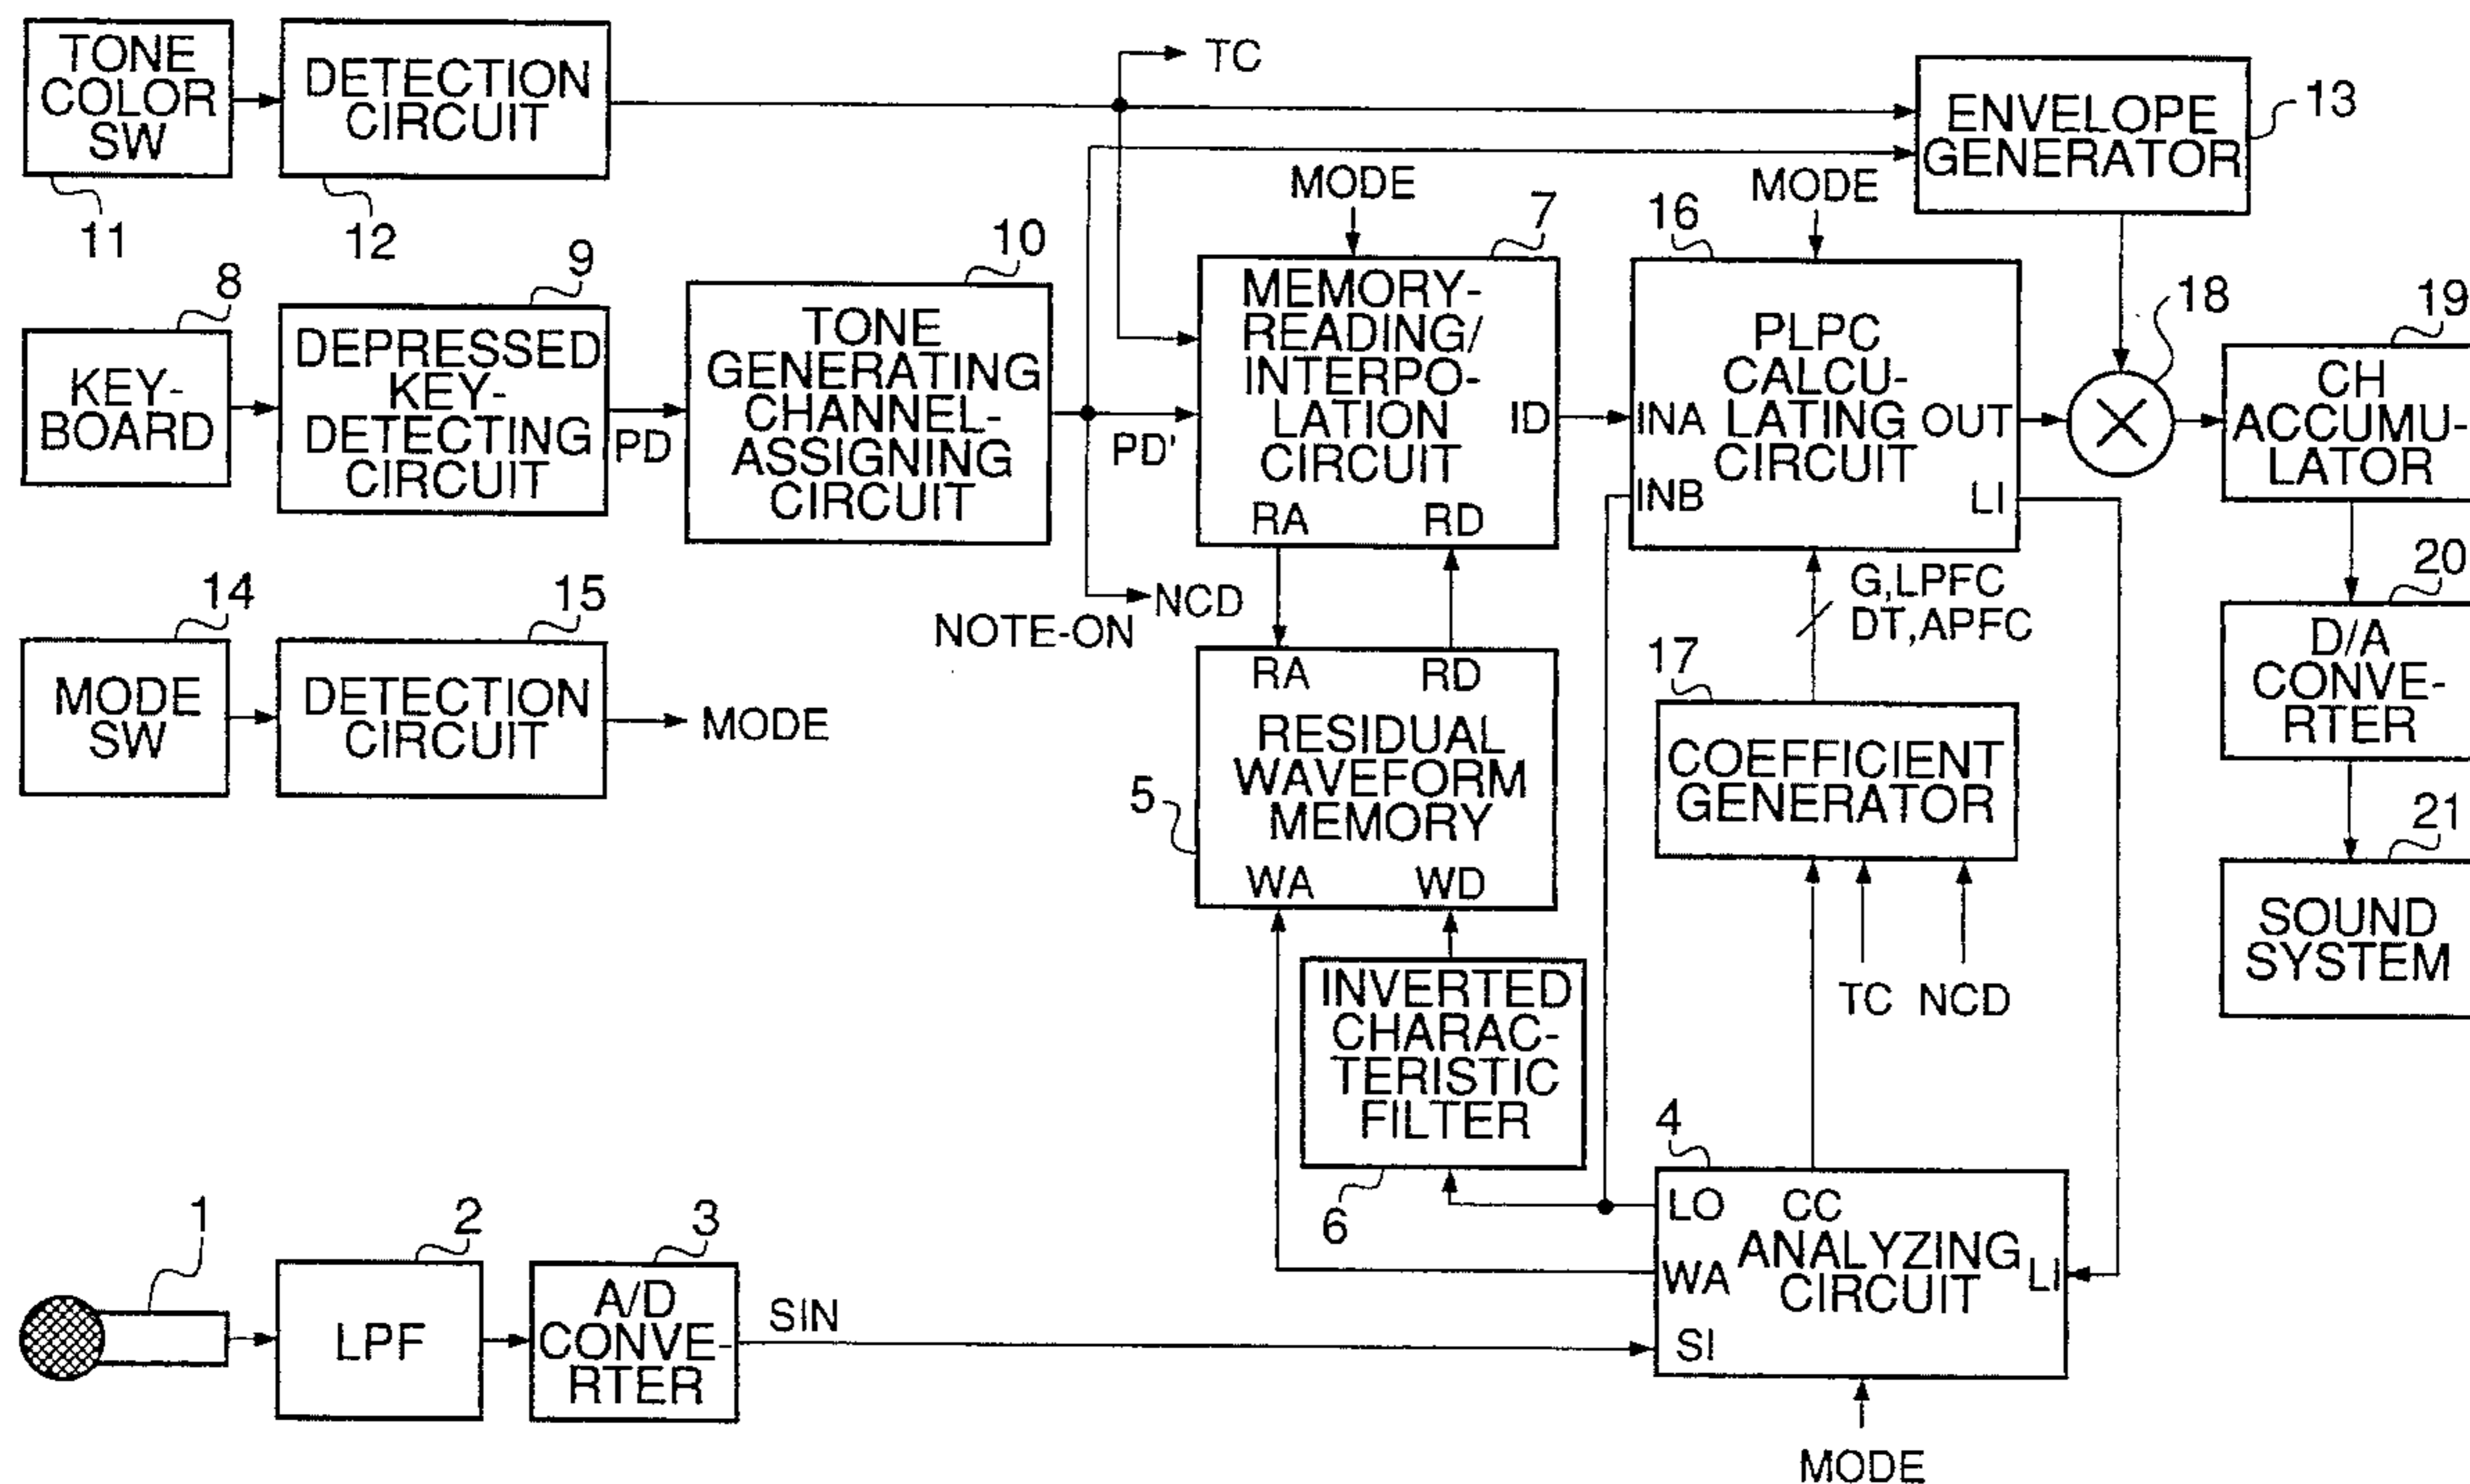 TONE
COLOR
SW
11
DETECTION
CIRCUIT
12
TC
ENVELOPE
GENERATOR
13
KEY-
BOARD
8
DEPRESSED
KEY-
DETECTING
CIRCUIT
9
PD
TONE
GENERATING
CHANNEL-
ASSIGNING
CIRCUIT
10
PD'
NCD
NOTE-ON
MODE
7
MEMORY-
READING/
INTERPO-
LATION
CIRCUIT
ID
RA
RD
MODE
16
PLPC
CALCU-
LATING
CIRCUIT
INA
OUT
INB
LI
18
19
CH
ACCUMU-
LATOR
14
MODE
SW
15
DETECTION
CIRCUIT
MODE
5
RA
RD
RESIDUAL
WAVEFORM
MEMORY
WA
WD
G,LPFC
DT,APFC
17
COEFFICIENT
GENERATOR
TC
NCD
20
D/A
CONVE-
RTER
21
SOUND
SYSTEM
INVERTED
CHARAC-
TERISTIC
FILTER
6
1
2
LPF
3
A/D
CONVE-
RTER
SIN
4
LO
CC
ANALYZING
CIRCUIT
WA
LI
SI
MODE